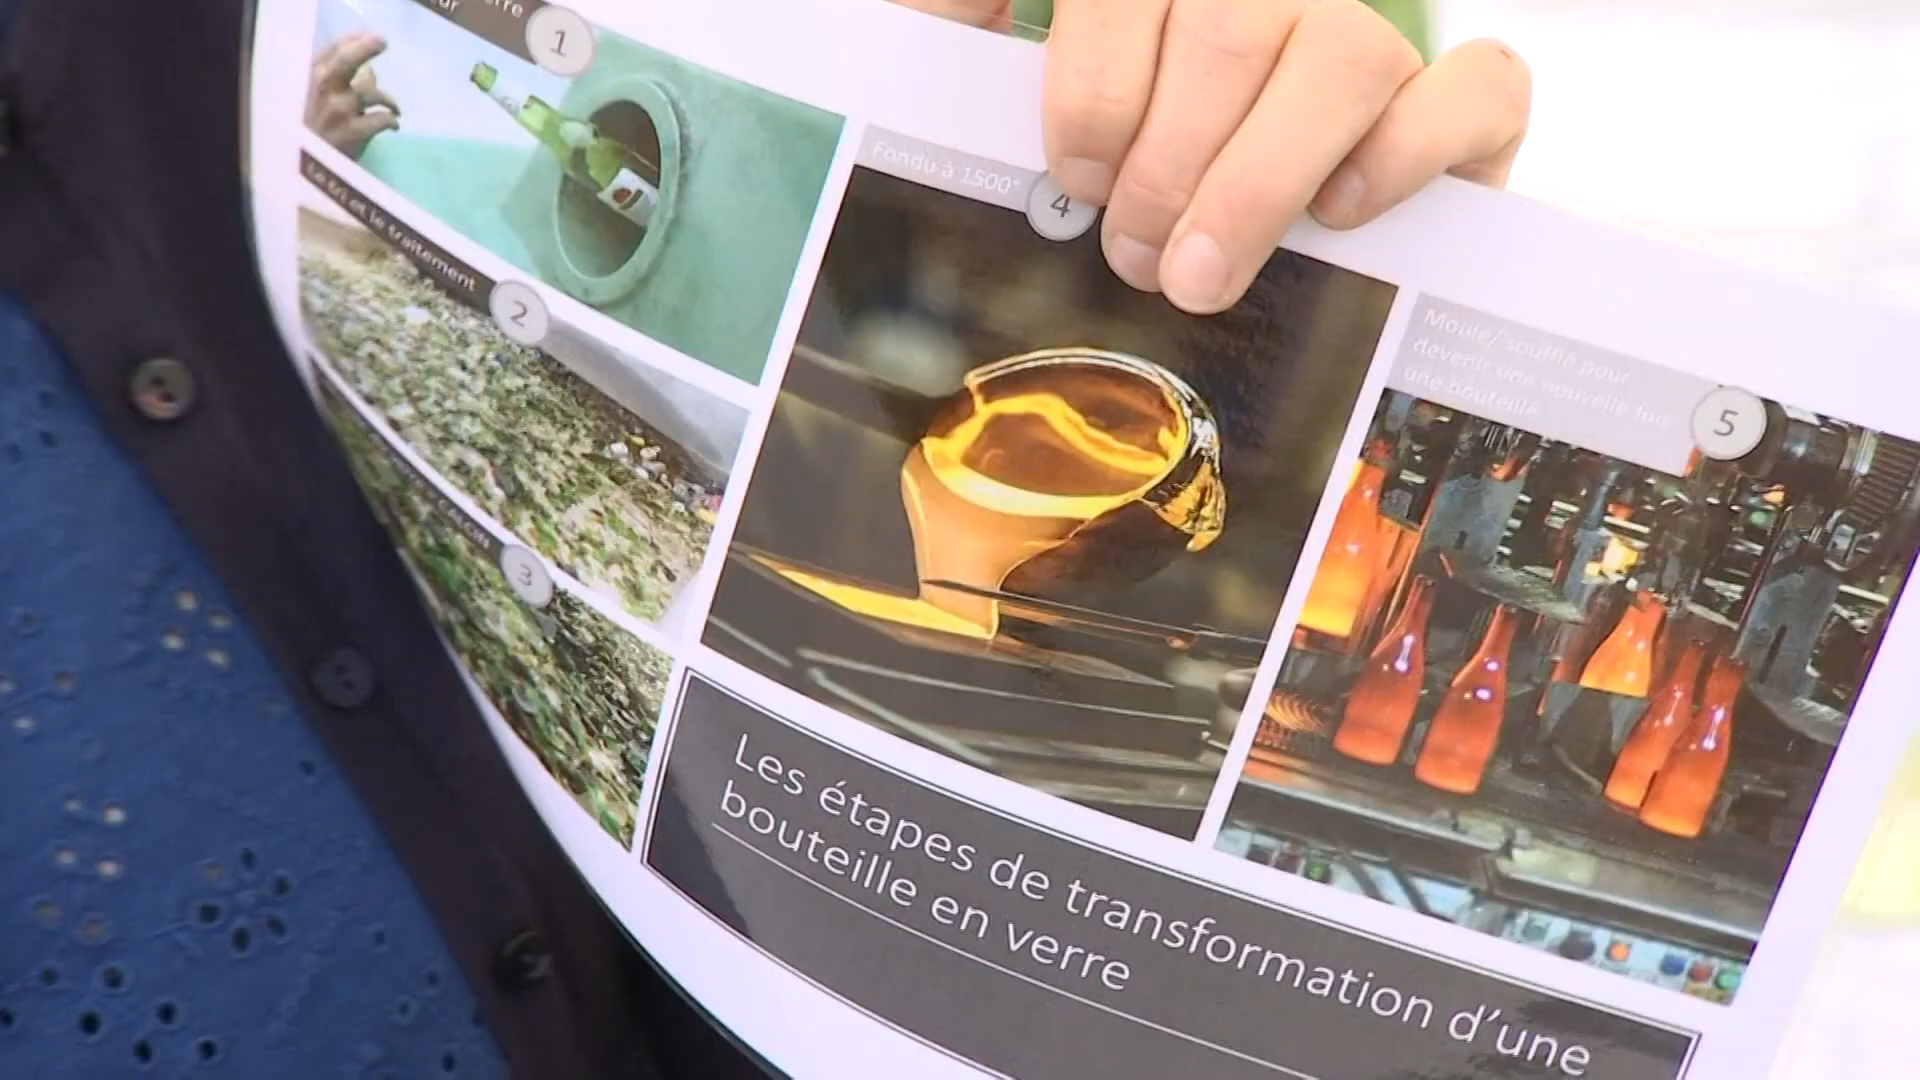 1
Le tri et le traitement
2
3
Fondu à 1500°
4
Moulé/ soufflé pour
devenir une nouvelle fois
une bouteille
5
Les étapes de transformation d'une
bouteille en verre